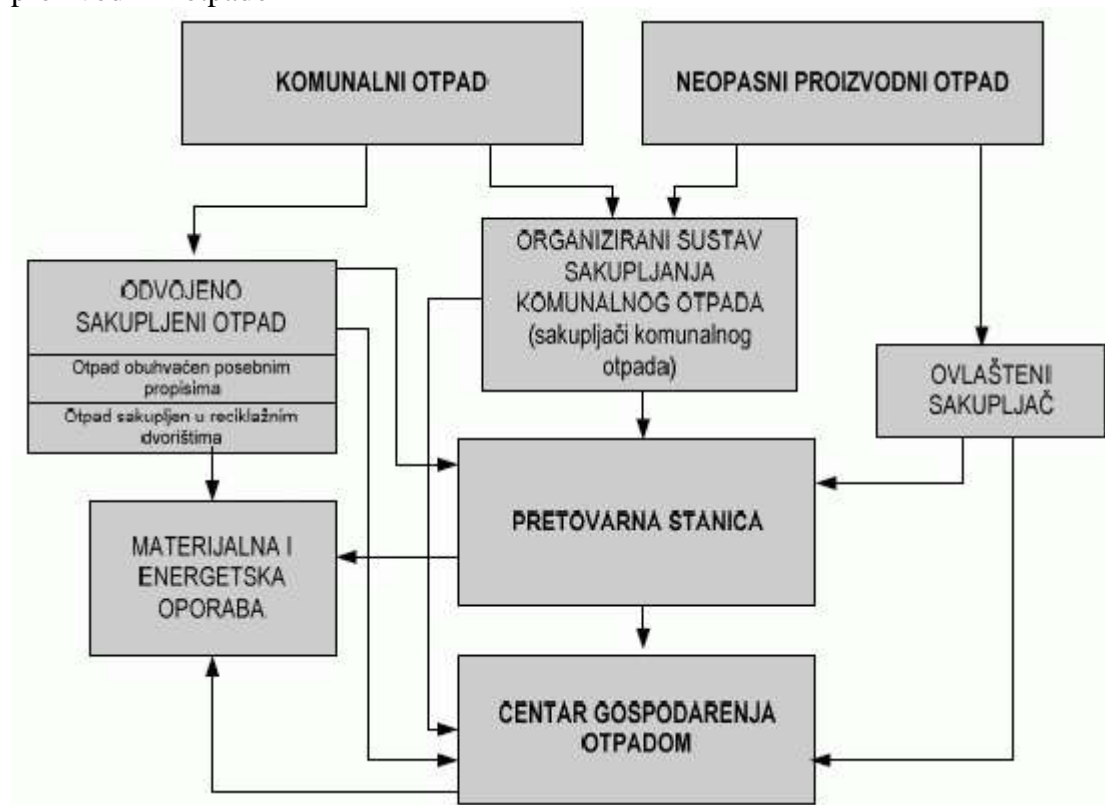 KOMUNALNI OTPAD
NEOPASNI PROIZVODNI OTPAD
ODVOJENO
SAKUPLJENI OTPAD
Otpad obuhvaćen posebnim
propisima
Otpad sakupljen u reciklažnim
dvorištima
ORGANIZIRANI SUSTAV
SAKUPLJANJA
KOMUNALNOG OTPADA
(sakupljači komunalnog
otpada)
OVLAŠTENI
SAKUPLJAČ
PRETOVARNA STANICA
MATERIJALNA I
ENERGETSKA
OPORABA
CENTAR GOSPODARENJA
OTPADOM